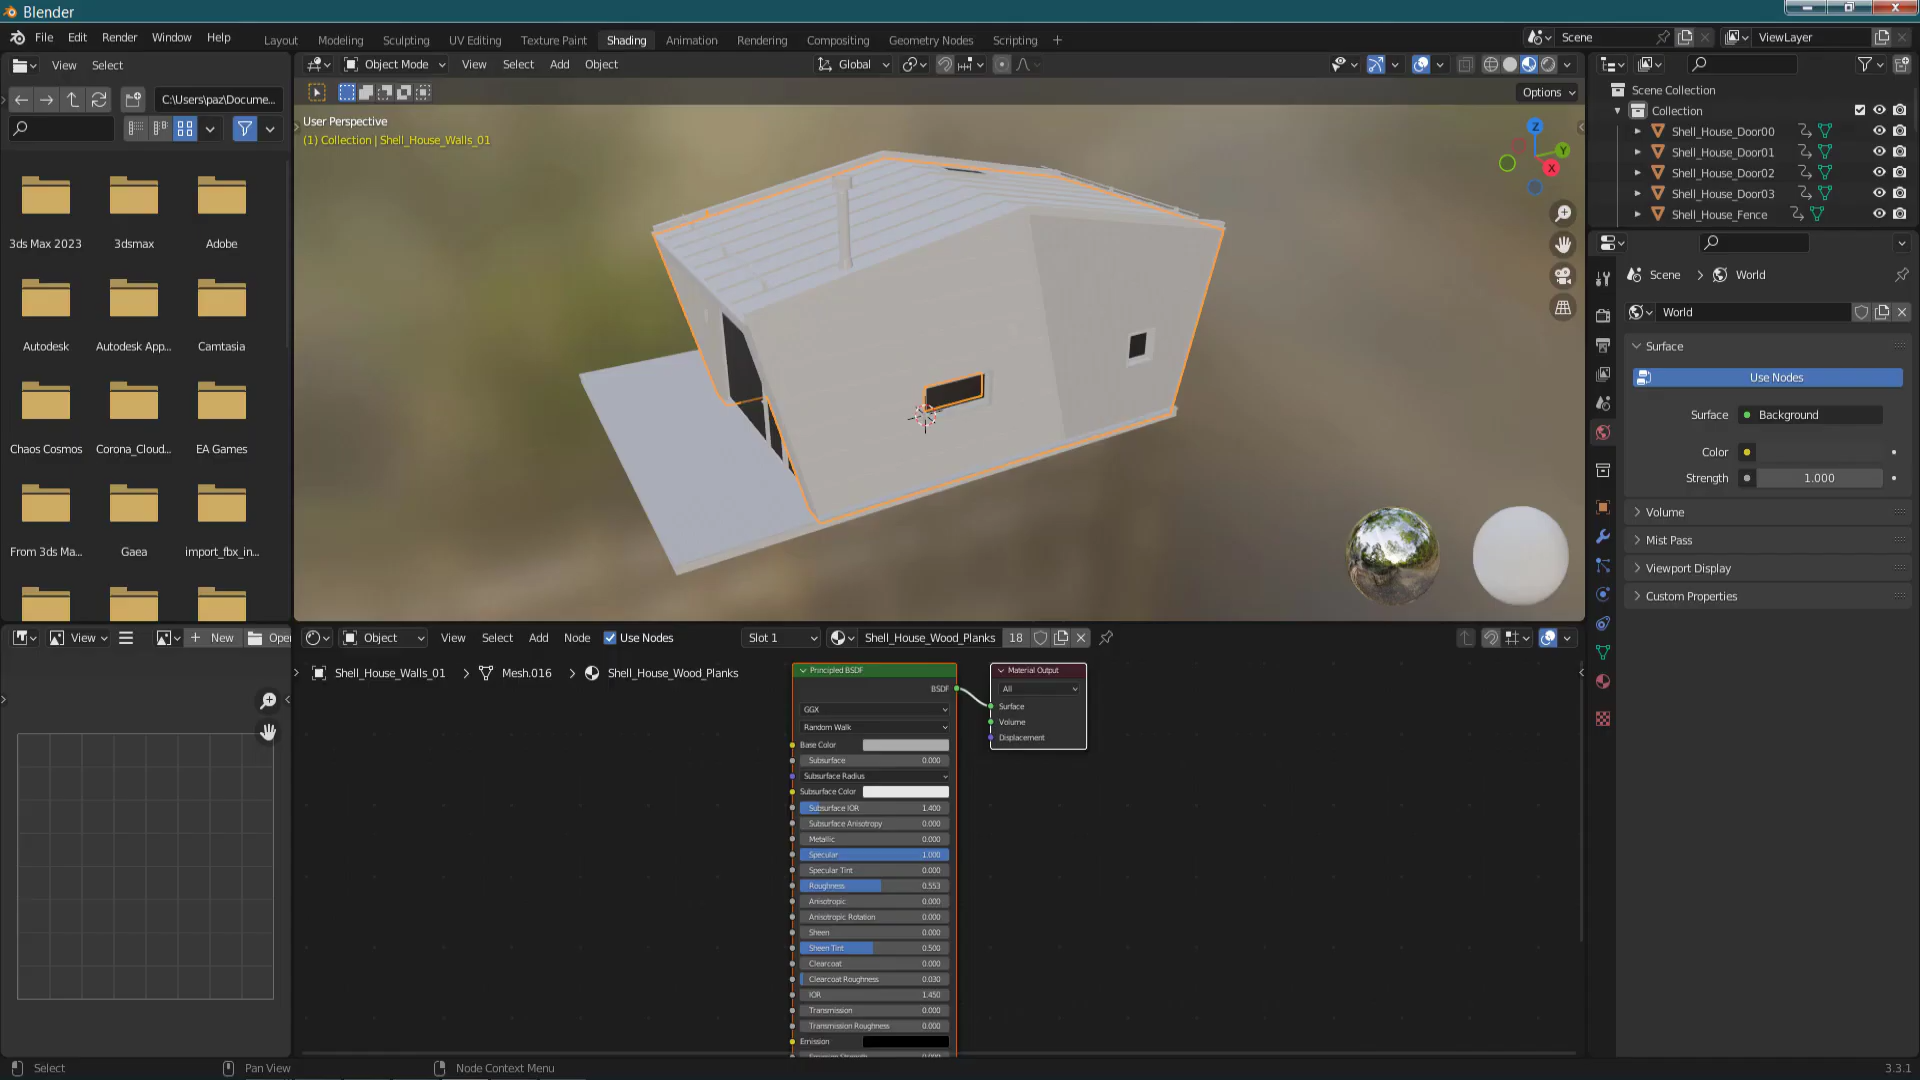 Blender
File Edit Render Window Help
Layout Modeling Sculpting UV Editing Texture Paint Shading Animation Rendering Compositing Geometry Nodes Scripting
Scene
ViewLayer
View Select
Object Mode View Select Add Object
Global
C:\Users\paz\Docume...
Options
3ds Max 2023 3dsmax Adobe
Autodesk Autodesk App... Camtasia
Chaos Cosmos Corona_Cloud... EA Games
From 3ds Ma... Gaea import_fbx_in...
User Perspective
(1) Collection | Shell_House_Walls_01
Z
Y
X
Scene Collection
Collection
Shell_House_Door00
Shell_House_Door01
Shell_House_Door02
Shell_House_Door03
Shell_House_Fence
Scene > World
World
Surface
Use Nodes
Surface Background
Color
Strength 1.000
Volume
Mist Pass
Viewport Display
Custom Properties
View New Open
Object View Select Add Node Use Nodes Slot 1 Shell_House_Wood_Planks 18
Shell_House_Walls_01 > Mesh.016 > Shell_House_Wood_Planks
Principled BSDF
BSDF
GGX
Random Walk
Base Color
Subsurface 0.000
Subsurface Radius
Subsurface Color
Subsurface IOR 1.400
Subsurface Anisotropy 0.000
Metallic 0.000
Specular 1.000
Specular Tint 0.000
Roughness 0.553
Anisotropic 0.000
Anisotropic Rotation 0.000
Sheen 0.000
Sheen Tint 0.500
Clearcoat 0.000
Clearcoat Roughness 0.030
IOR 1.450
Transmission 0.000
Transmission Roughness 0.000
Emission
Material Output
All
Surface
Volume
Displacement
Select
Pan View
Node Context Menu
3.3.1